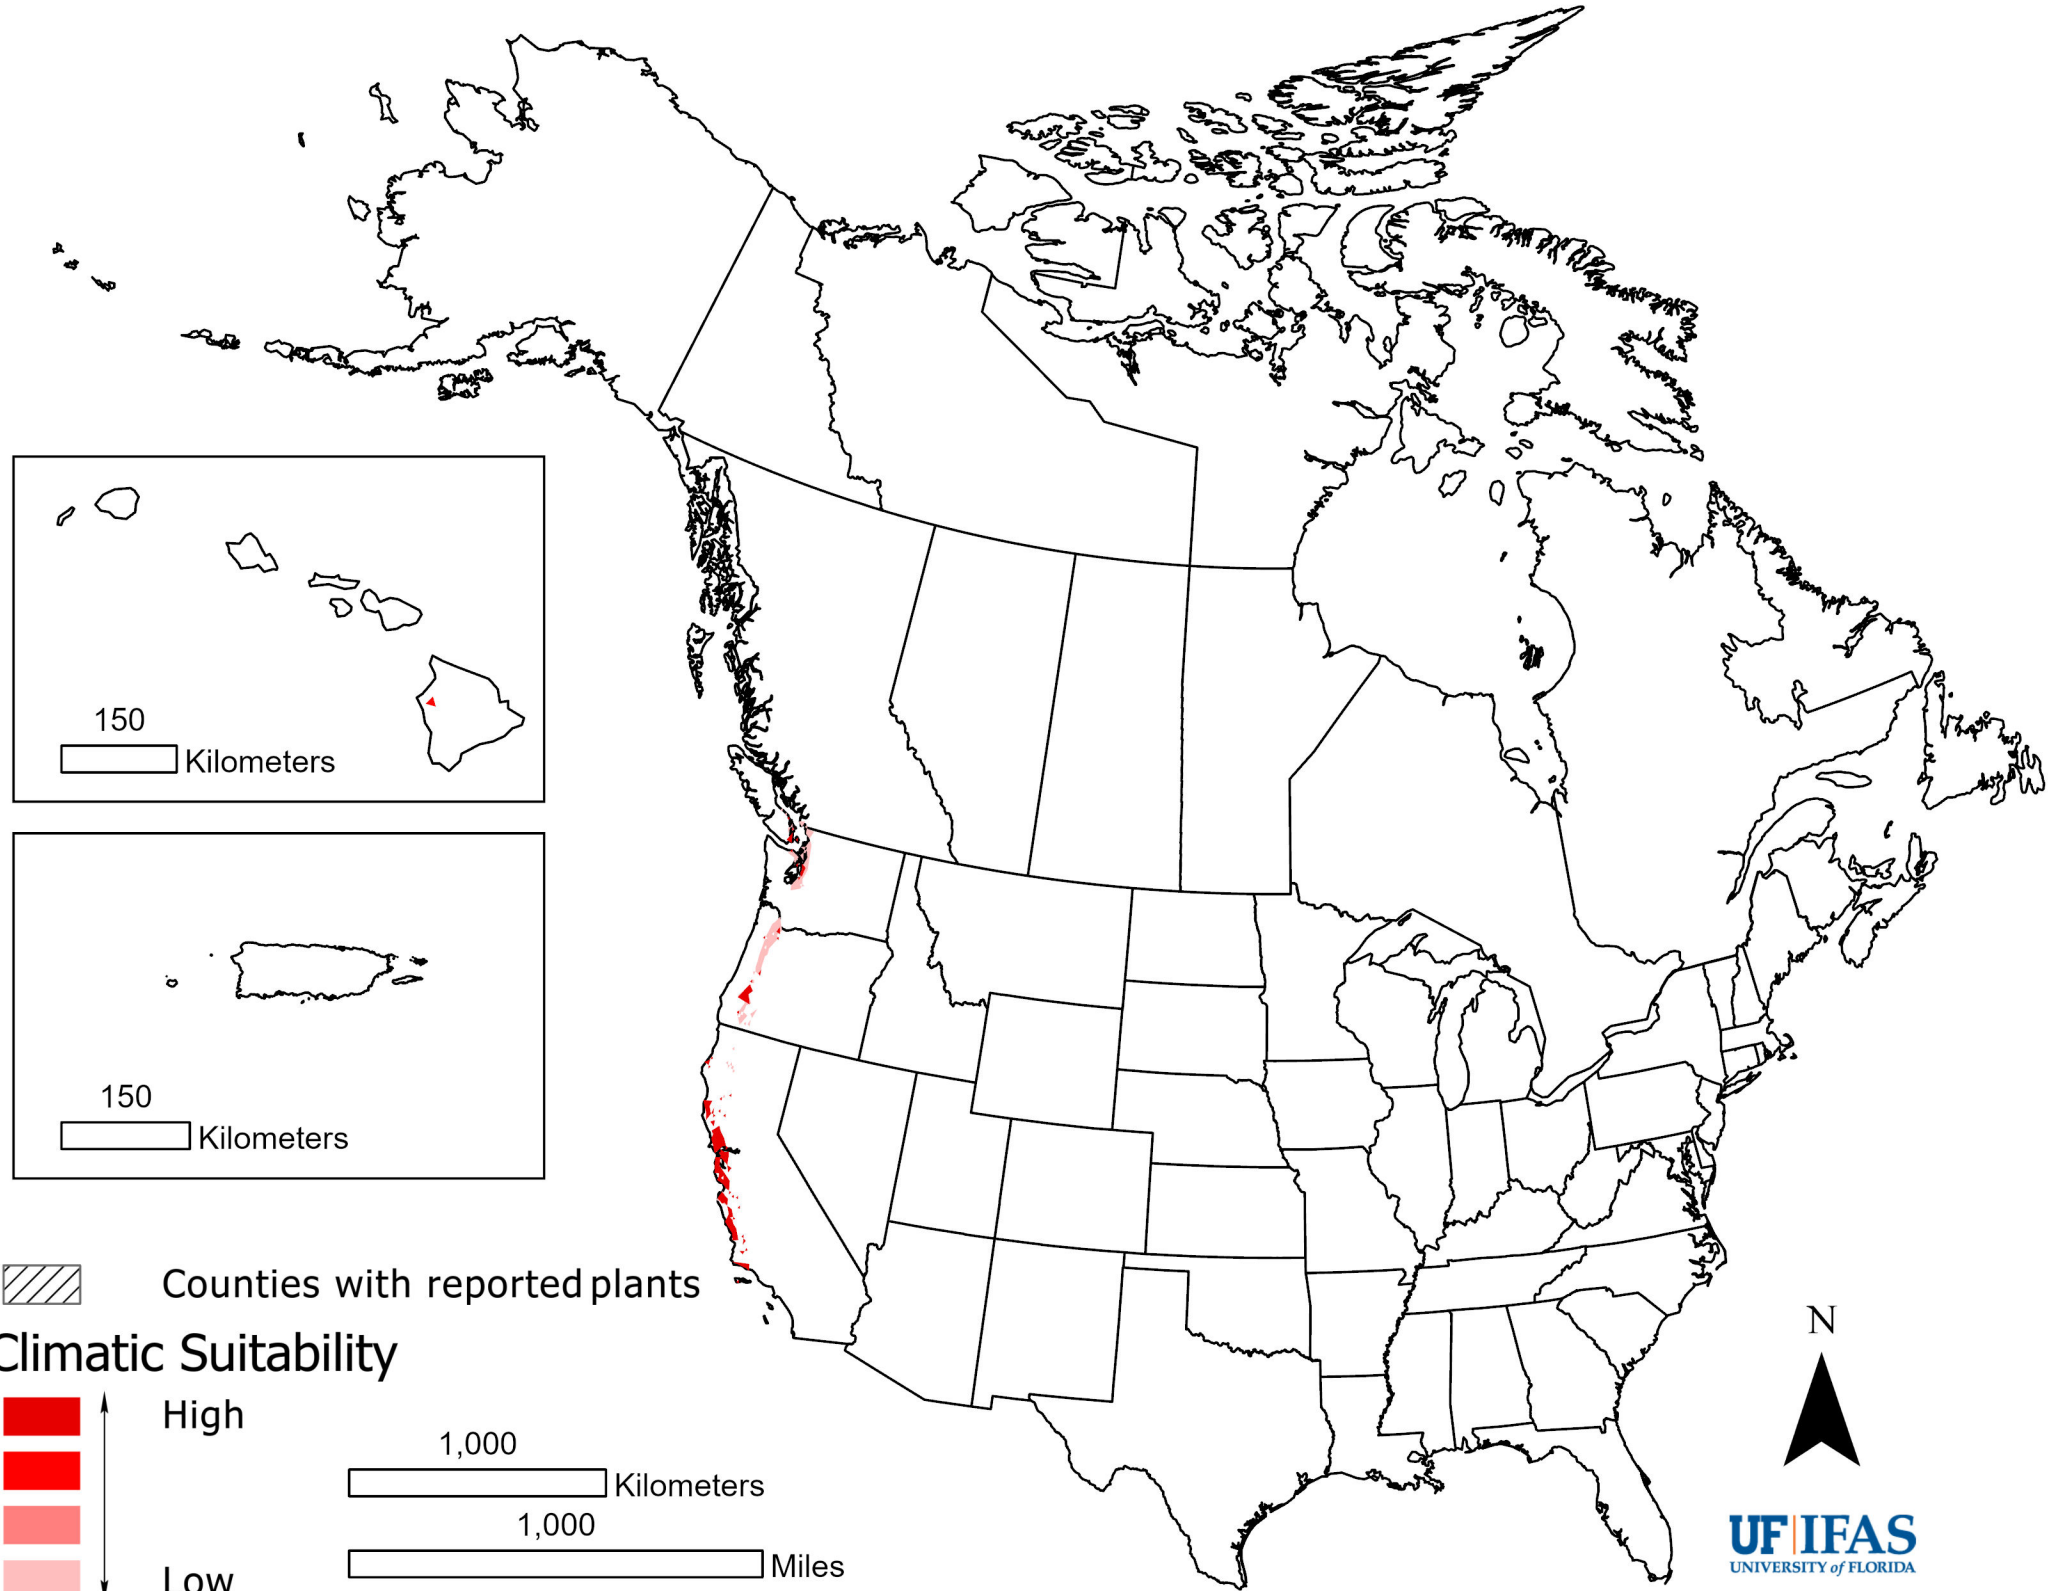 150
Kilometers
150
Kilometers
Counties with reported plants
Climatic Suitability
High
Low
1,000
Kilometers
1,000
Miles
N
UF|IFAS
UNIVERSITY of FLORIDA